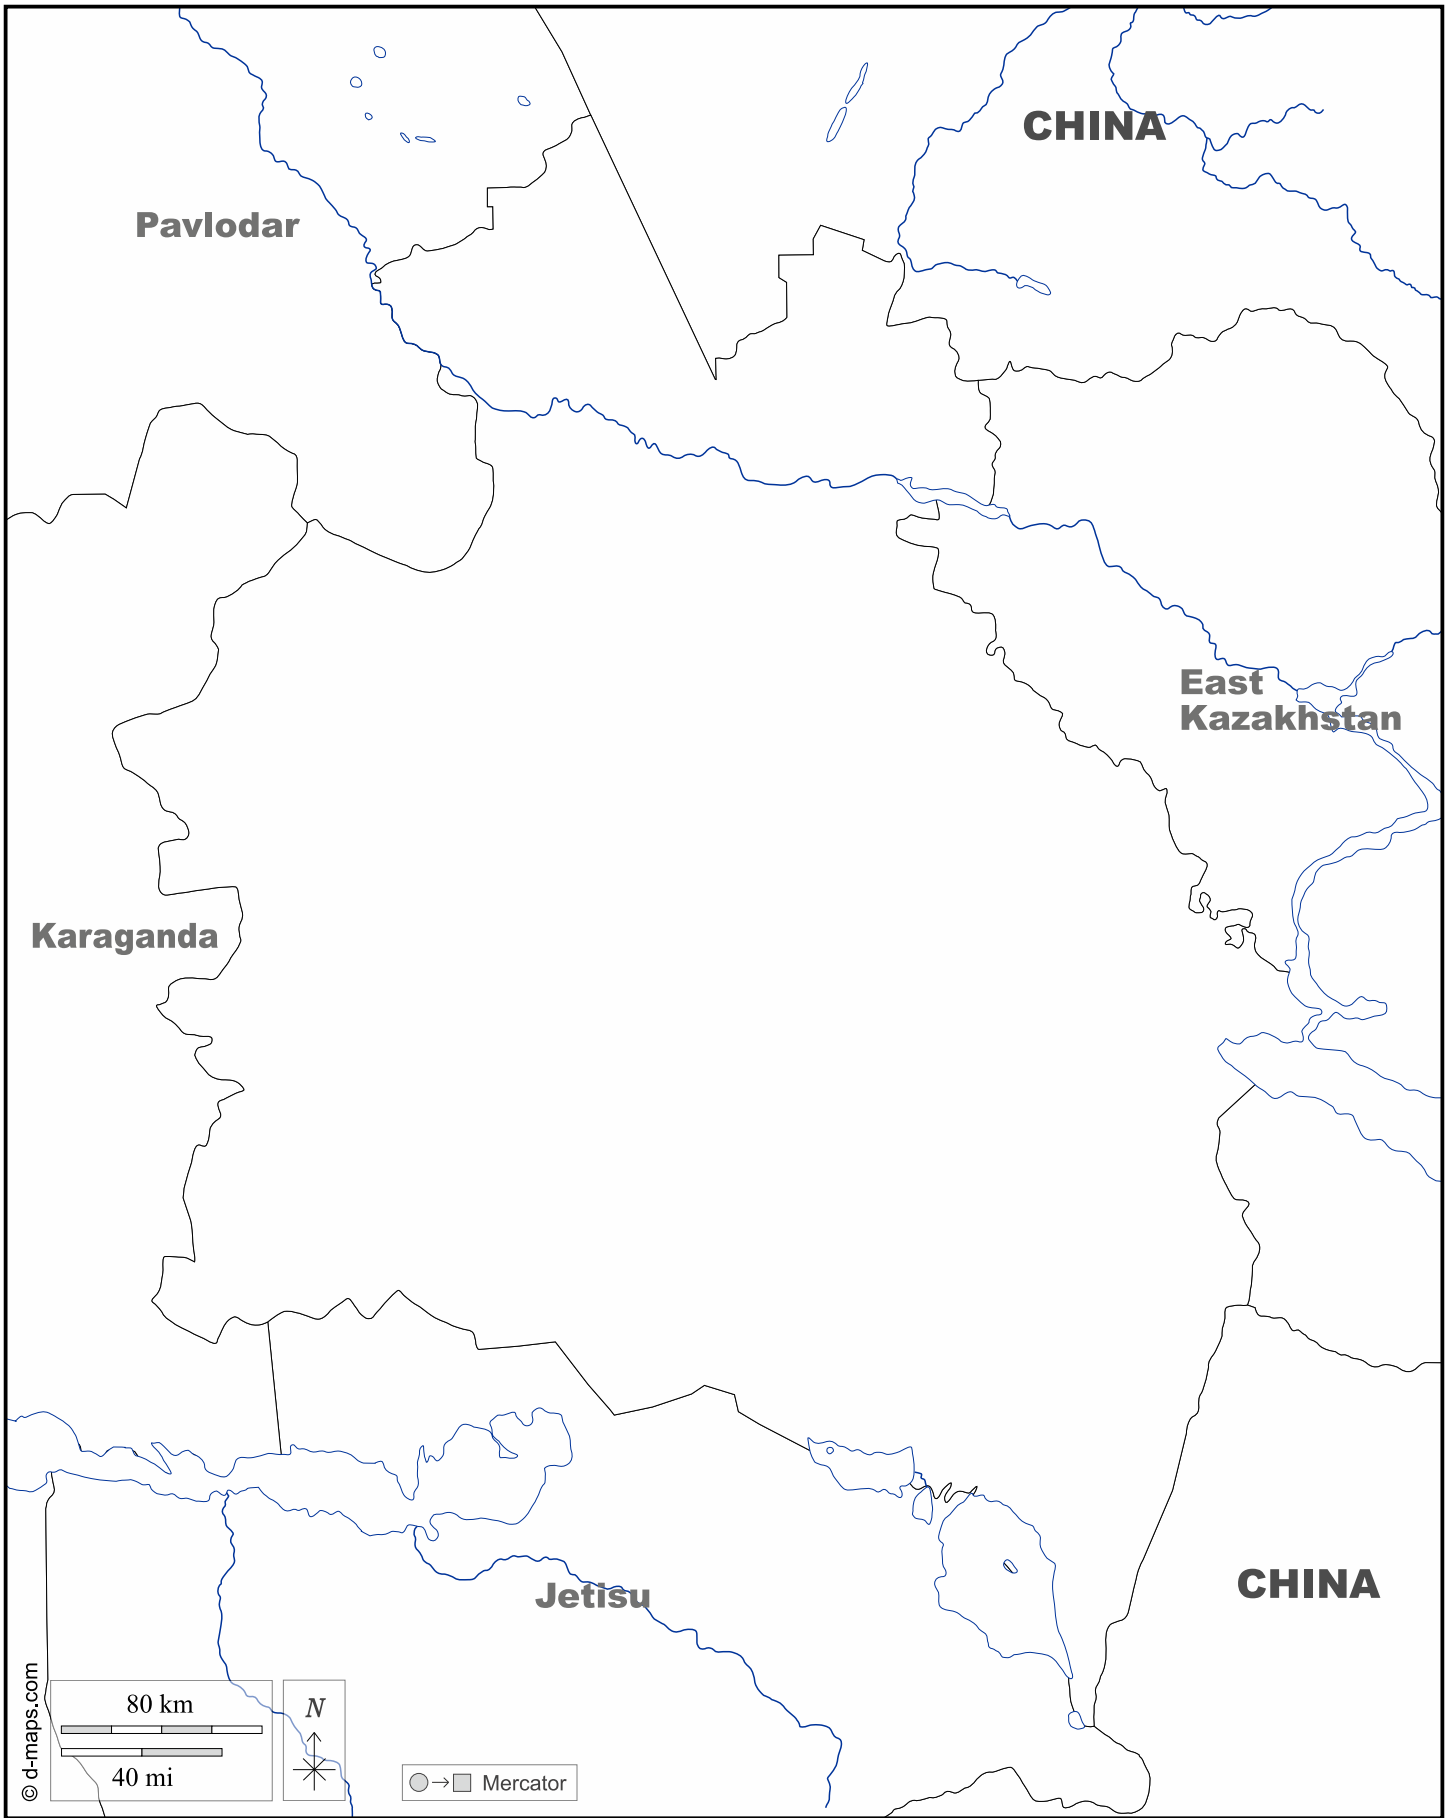 CHINA
Pavlodar
East
Kazakhstan
Karaganda
CHINA
Jetisu
© d-maps.com
80 km
40 mi
N
Mercator